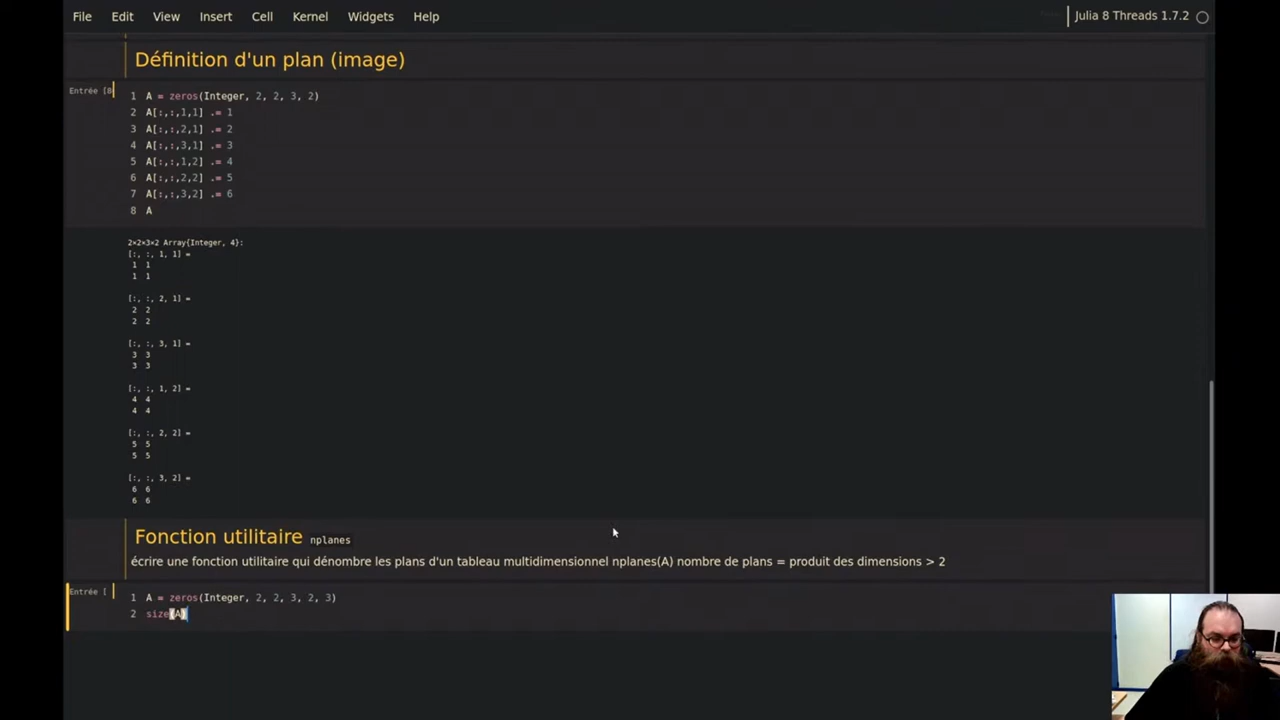 File Edit View Insert Cell Kernel Widgets Help Julia 8 Threads 1.7.2
Définition d'un plan (image)
Entrée [8
1 A = zeros(Integer, 2, 2, 3, 2)
2 A[:,:,1,1] .= 1
3 A[:,:,2,1] .= 2
4 A[:,:,3,1] .= 3
5 A[:,:,1,2] .= 4
6 A[:,:,2,2] .= 5
7 A[:,:,3,2] .= 6
8 A
2×2×3×2 Array{Integer, 4}:
[:, :, 1, 1] =
1 1
1 1
[:, :, 2, 1] =
2 2
2 2
[:, :, 3, 1] =
3 3
3 3
[:, :, 1, 2] =
4 4
4 4
[:, :, 2, 2] =
5 5
5 5
[:, :, 3, 2] =
6 6
6 6
Fonction utilitaire nplanes
écrire une fonction utilitaire qui dénombre les plans d'un tableau multidimensionnel nplanes(A) nombre de plans = produit des dimensions > 2
Entrée [
1 A = zeros(Integer, 2, 2, 3, 2, 3)
2 size(A)